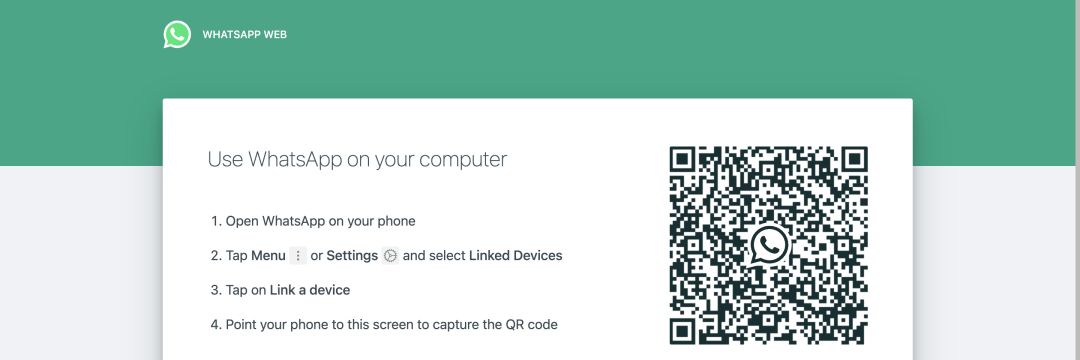 WHATSAPP WEB
Use WhatsApp on your computer
1. Open WhatsApp on your phone
2. Tap Menu or Settings and select Linked Devices
3. Tap on Link a device
4. Point your phone to this screen to capture the QR code